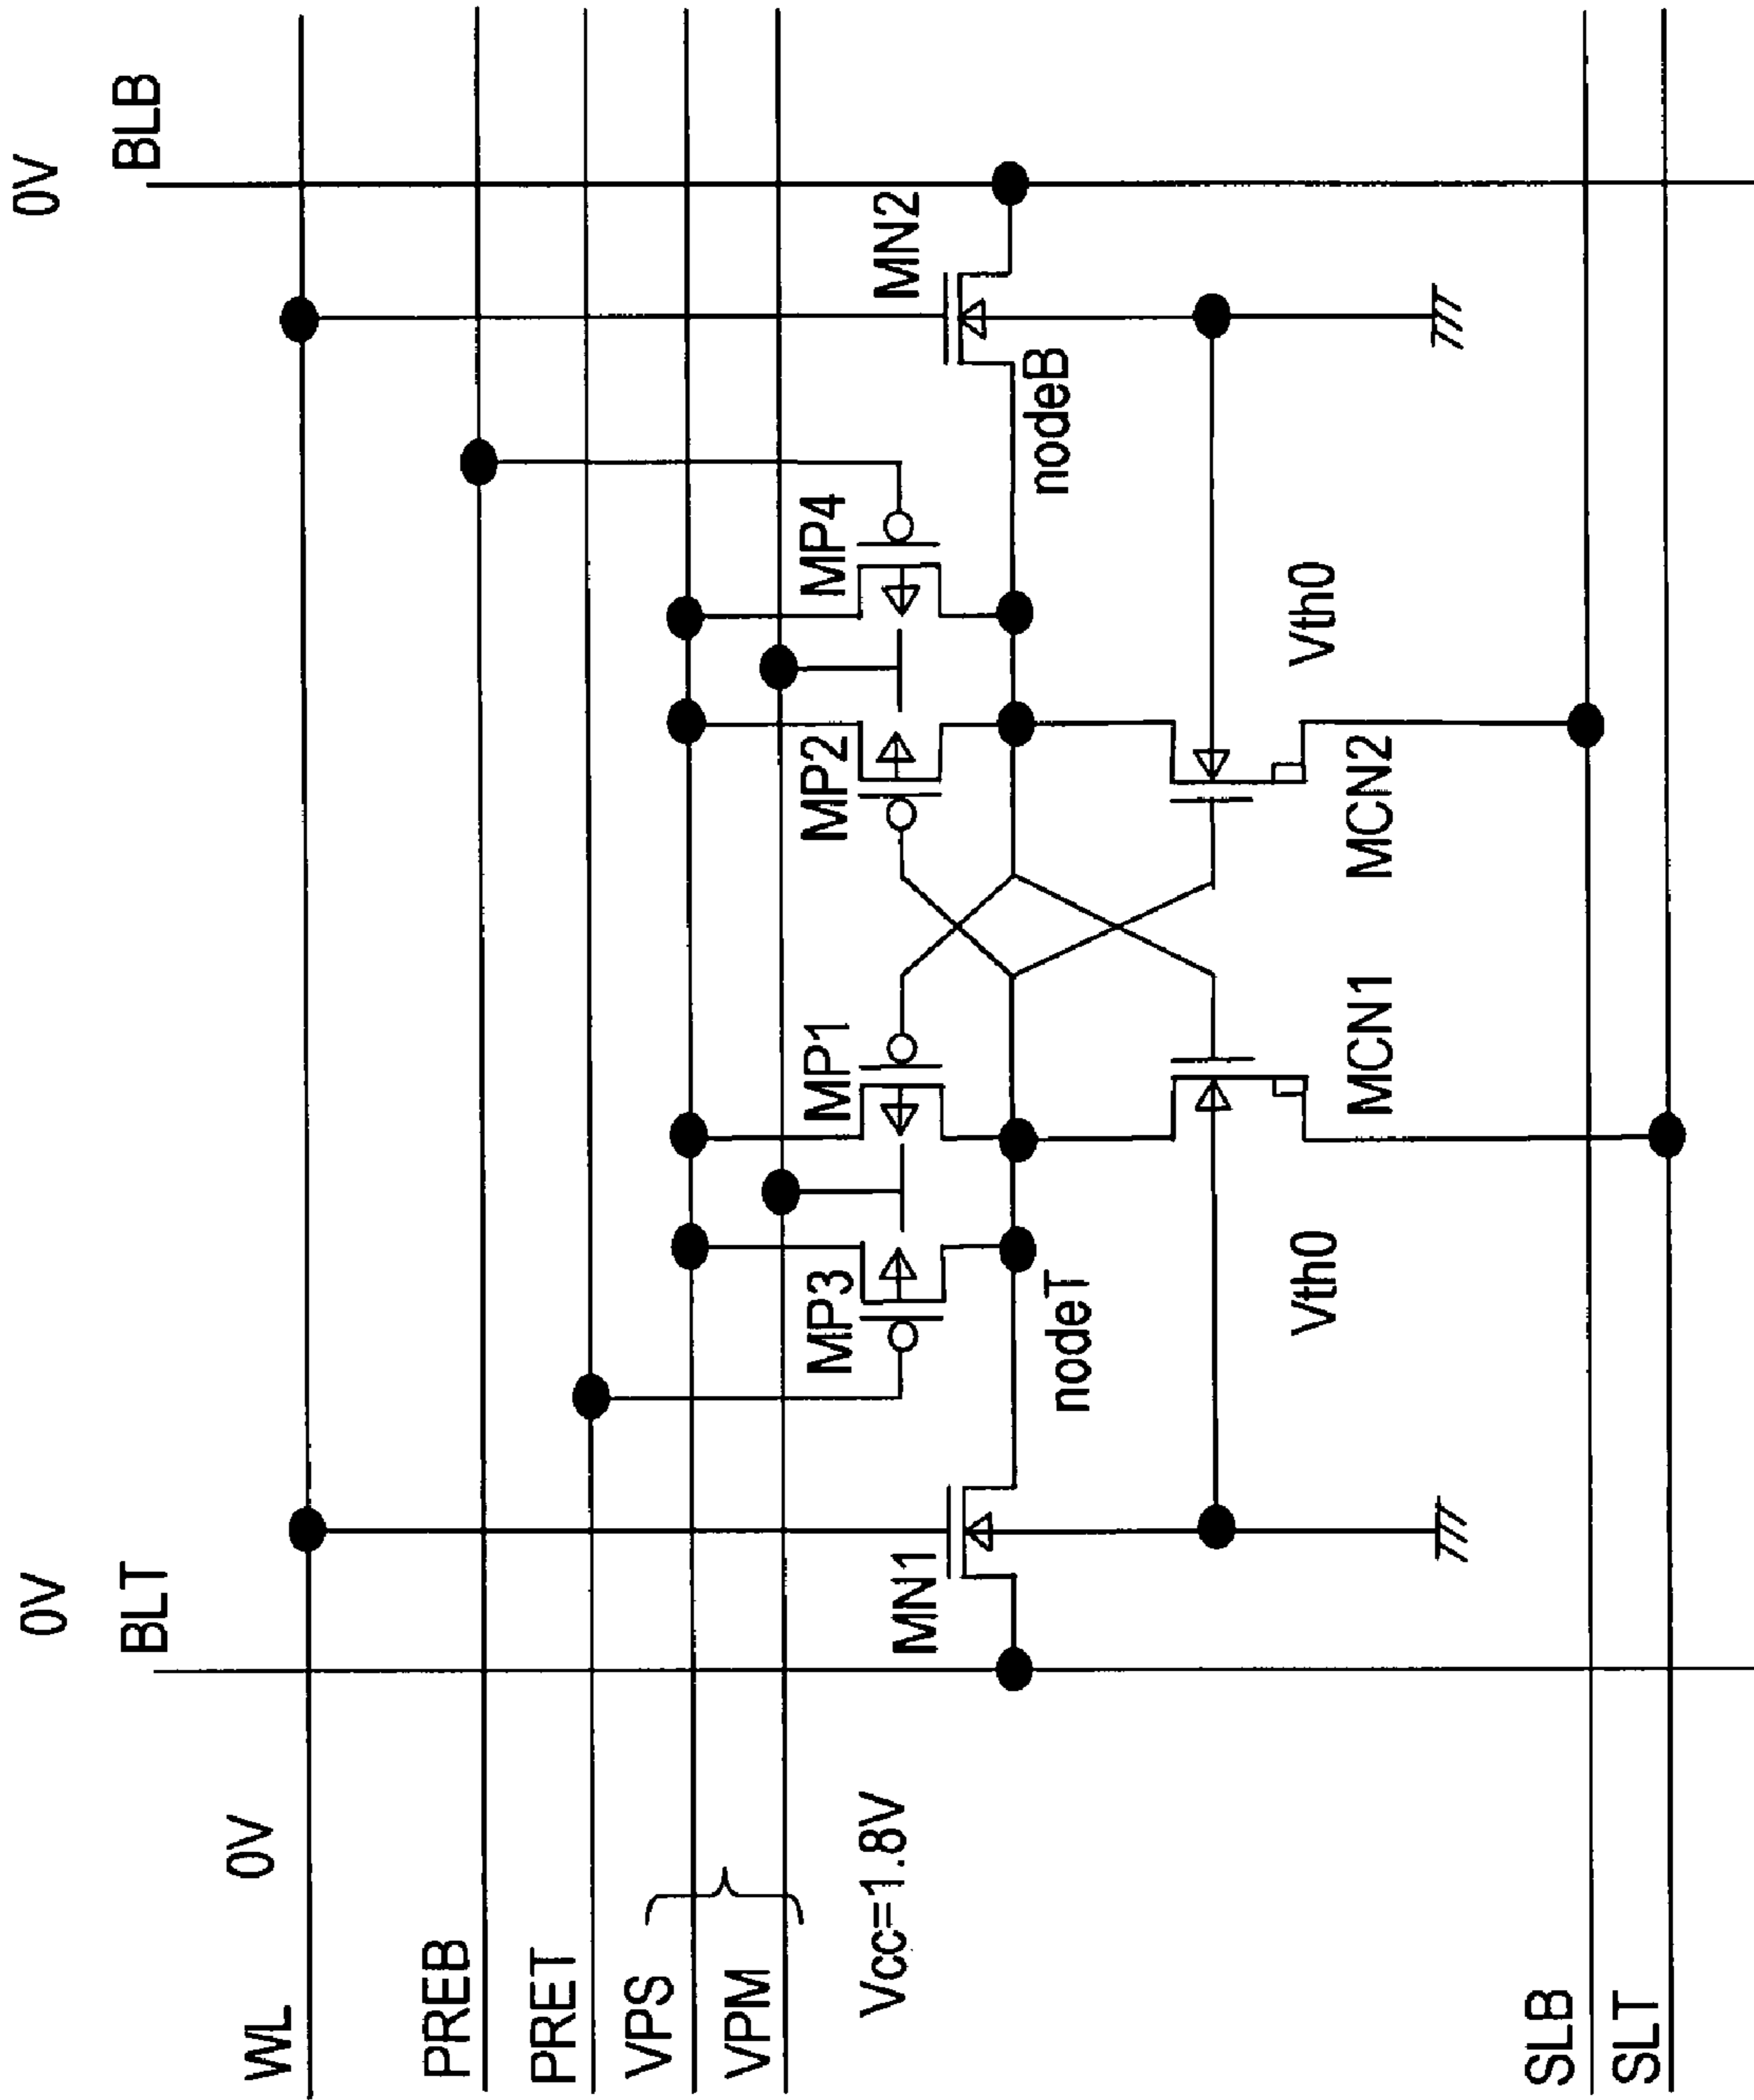 0V
0V
BLT
BLB
WL
0V
PREB
PRET
VPS
VPM
Vcc=1.8V
MP3
MP1
MP2
MP4
MN1
MN2
nodeT
nodeB
Vth0
Vth0
MCN1
MCN2
SLB
SLT